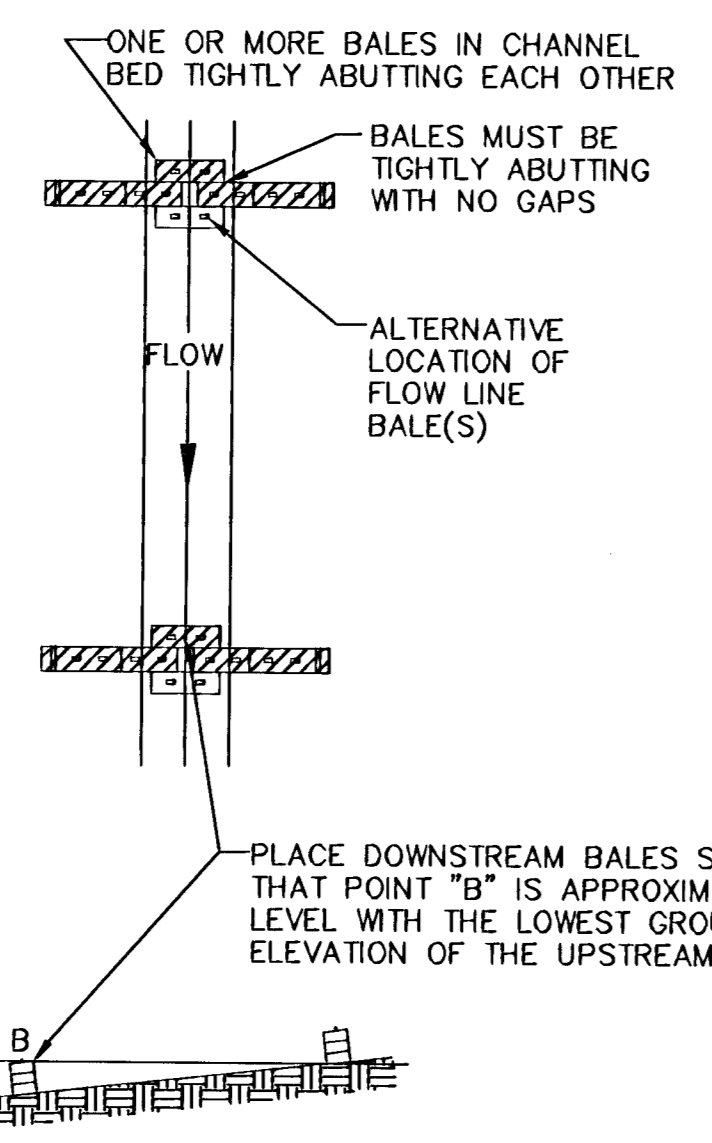 ONE OR MORE BALES IN CHANNEL
BED TIGHTLY ABUTTING EACH OTHER
BALES MUST BE
TIGHTLY ABUTTING
WITH NO GAPS
ALTERNATIVE
LOCATION OF
FLOW LINE
BALE(S)
FLOW
PLACE DOWNSTREAM BALES
THAT POINT "B" IS
LEVEL WITH THE LOWEST
ELEVATION OF THE UPSTREAM
B